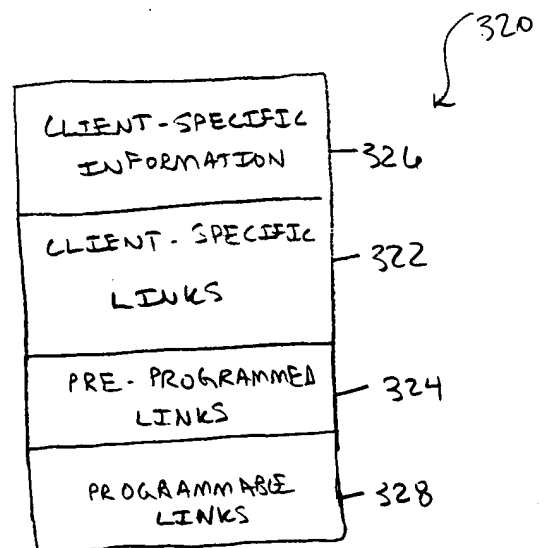 320
CLIENT-SPECIFIC
INFORMATION
326
CLIENT-SPECIFIC
LINKS
322
PRE-PROGRAMMED
LINKS
324
PROGRAMMABLE
LINKS
328